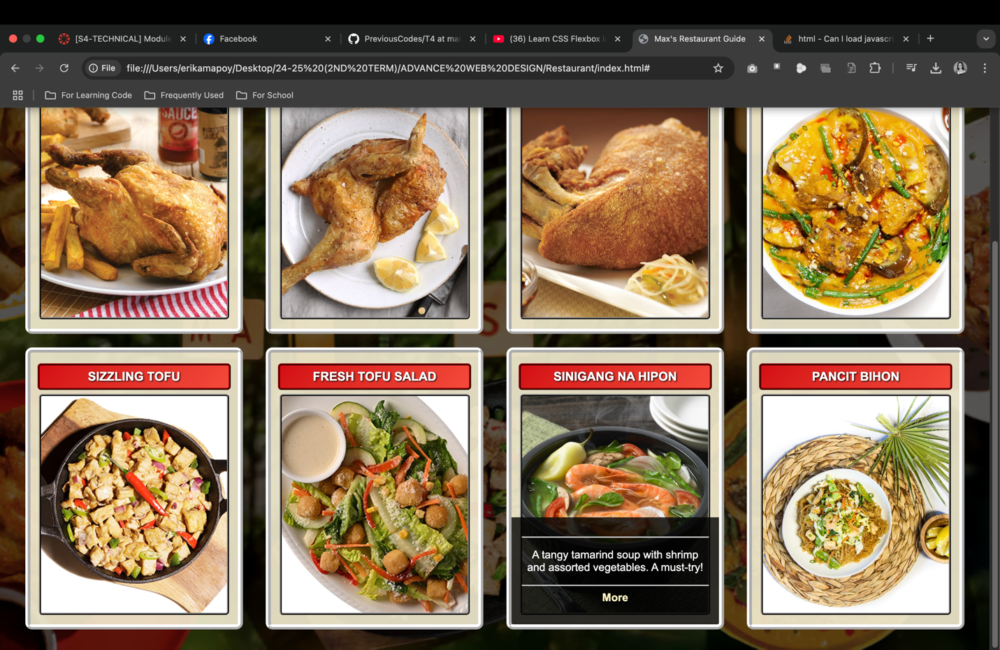 [S4-TECHNICAL] Module
Facebook
PreviousCodes/T4 at mai
(36) Learn CSS Flexbox i
Max's Restaurant Guide
html - Can I load javascri
File
file:///Users/erikamapoy/Desktop/24-25%20(2ND%20TERM)/ADVANCE%20WEB%20DESIGN/Restaurant/index.html#
For Learning Code
Frequently Used
For School
SAUCE
SIZZLING TOFU
FRESH TOFU SALAD
SINIGANG NA HIPON
PANCIT BIHON
A tangy tamarind soup with shrimp
and assorted vegetables. A must-try!
More